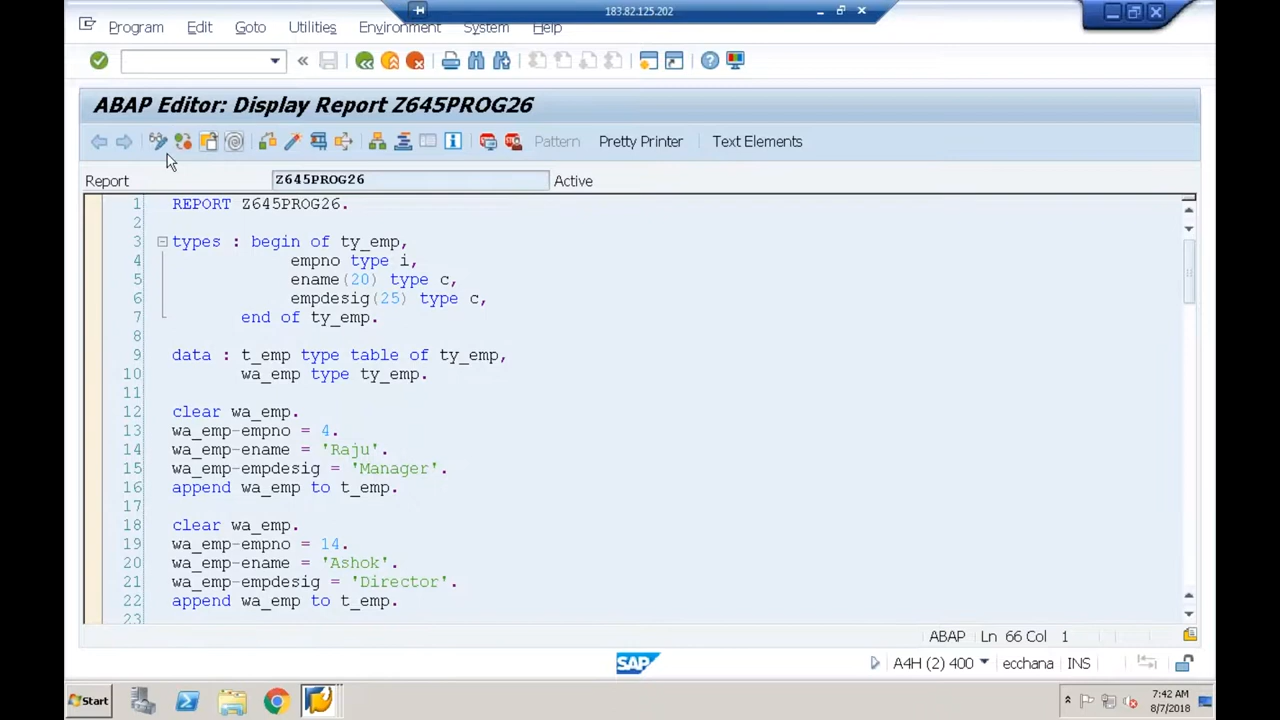 183.82.125.202
Report Edit Goto Utilities Environment System Help
ABAP Editor: Display Report Z645PROG26
Pattern Pretty Printer Text Elements
Report Z645PROG26 Active
1 REPORT Z645PROG26.
2
3 types : begin of ty_emp,
4 empno type i,
5 ename(20) type c,
6 empdesig(25) type c,
7 end of ty_emp.
8
9 data : t_emp type table of ty_emp,
10 wa_emp type ty_emp.
11
12 clear wa_emp.
13 wa_emp-empno = 4.
14 wa_emp-ename = 'Raju'.
15 wa_emp-empdesig = 'Manager'.
16 append wa_emp to t_emp.
17
18 clear wa_emp.
19 wa_emp-empno = 14.
20 wa_emp-ename = 'Ashok'.
21 wa_emp-empdesig = 'Director'.
22 append wa_emp to t_emp.
23
ABAP Ln 66 Col 1
SAP A4H (2) 400 ecchana INS
Start 7:42 AM
8/7/2018